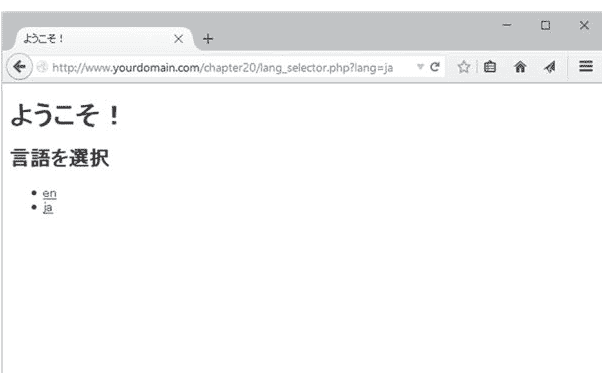 ようこそ！
http://www.yourdomain.com/chapter20/lang_selector.php?lang=ja
ようこそ！
言語を選択
en
ja